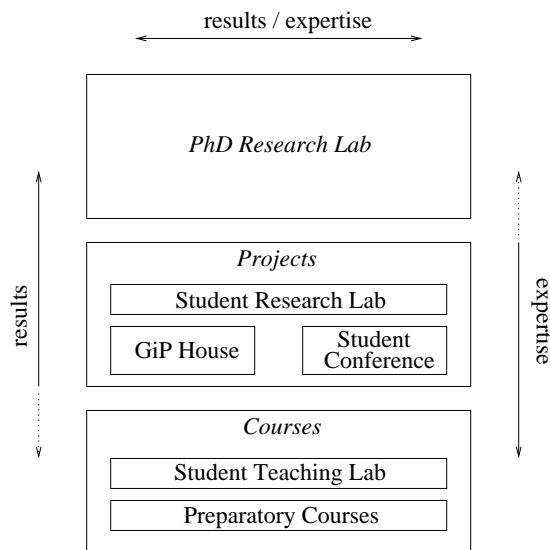 results / expertise
PhD Research Lab
results
expertise
Projects
Student Research Lab
GiP House
Student
Conference
Courses
Student Teaching Lab
Preparatory Courses